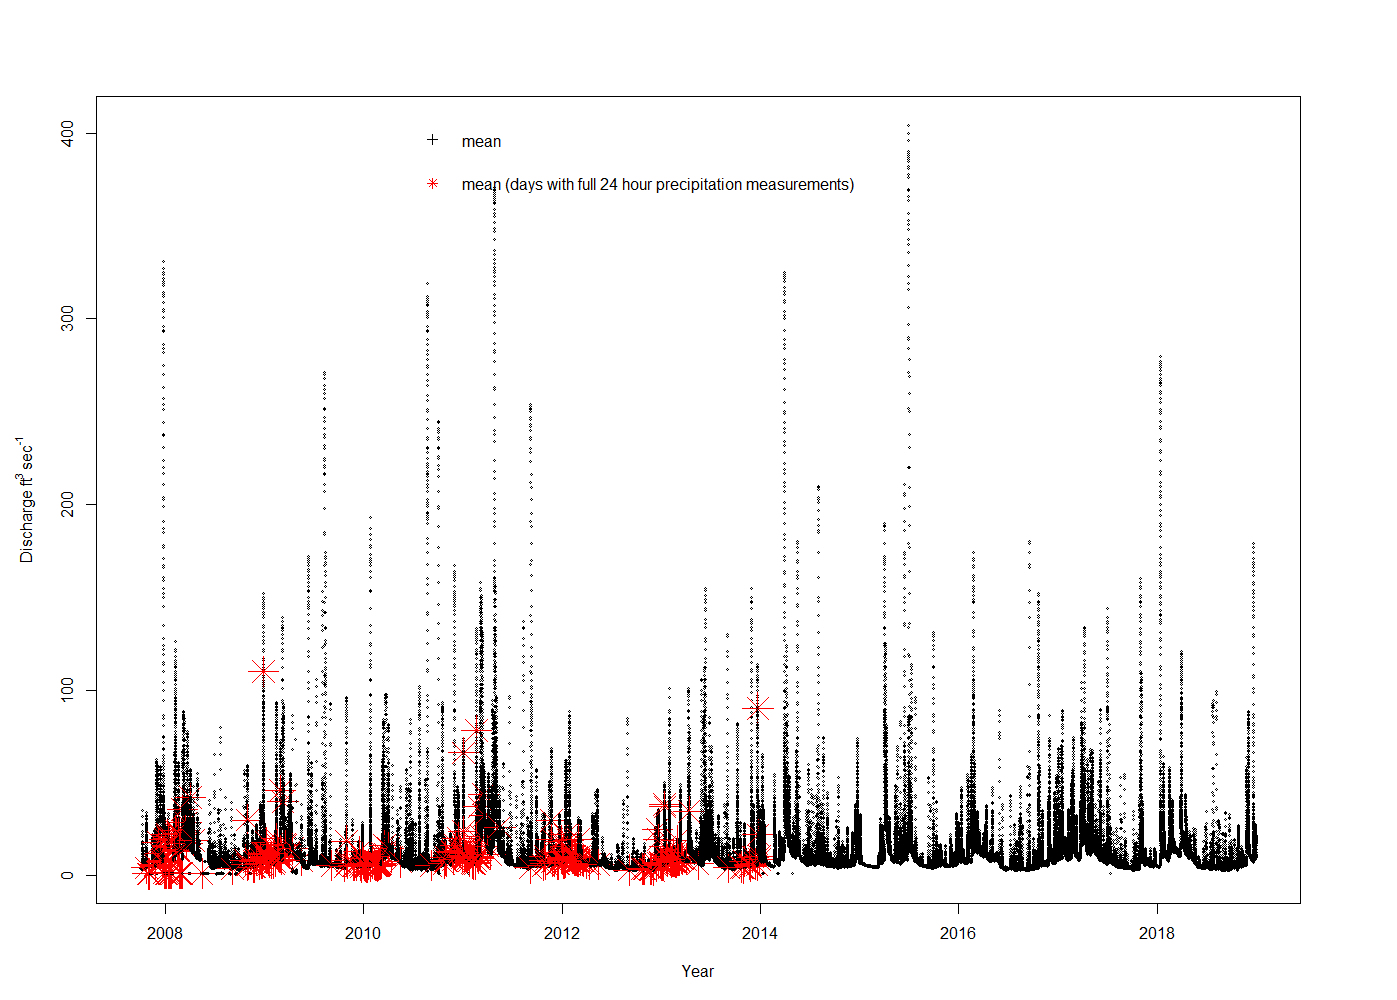 mean
mean (days with full 24 hour precipitation measurements)
400
300
200
100
0
Discharge ft³ sec⁻¹
2008 2010 2012 2014 2016 2018
Year